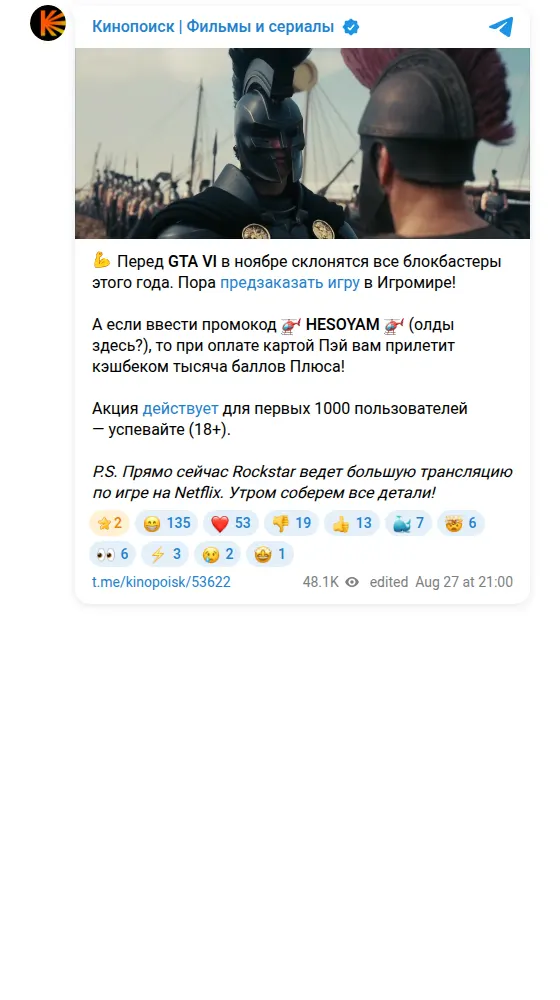 Кинопоиск | Фильмы и сериалы
💪 Перед GTA VI в ноябре склонятся все блокбастеры
этого года. Пора предзаказать игру в Игромире!
А если ввести промокод 🚁 HESOYAM 🚁 (олды
здесь?), то при оплате картой Пэй вам прилетит
кэшбеком тысяча баллов Плюса!
Акция действует для первых 1000 пользователей
— успевайте (18+).
P.S. Прямо сейчас Rockstar ведет большую трансляцию
по игре на Netflix. Утром соберем все детали!
⭐2 😁 135 ❤️ 53 👎 19 👍 13 🐳 7 🤯 6
👀 6 ⚡ 3 😢 2 🤩 1
t.me/kinopoisk/53622 48.1K edited Aug 27 at 21:00